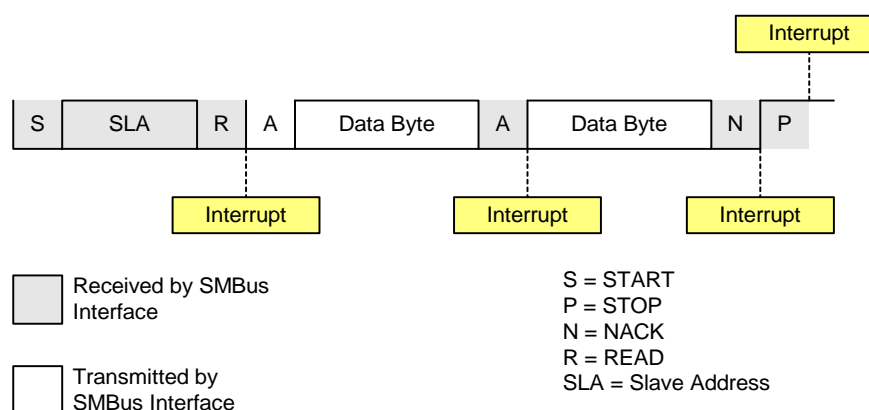 Interrupt
S SLA R A Data Byte A Data Byte N P
Interrupt Interrupt Interrupt
Received by SMBus
Interface
Transmitted by
SMBus Interface
S = START
P = STOP
N = NACK
R = READ
SLA = Slave Address